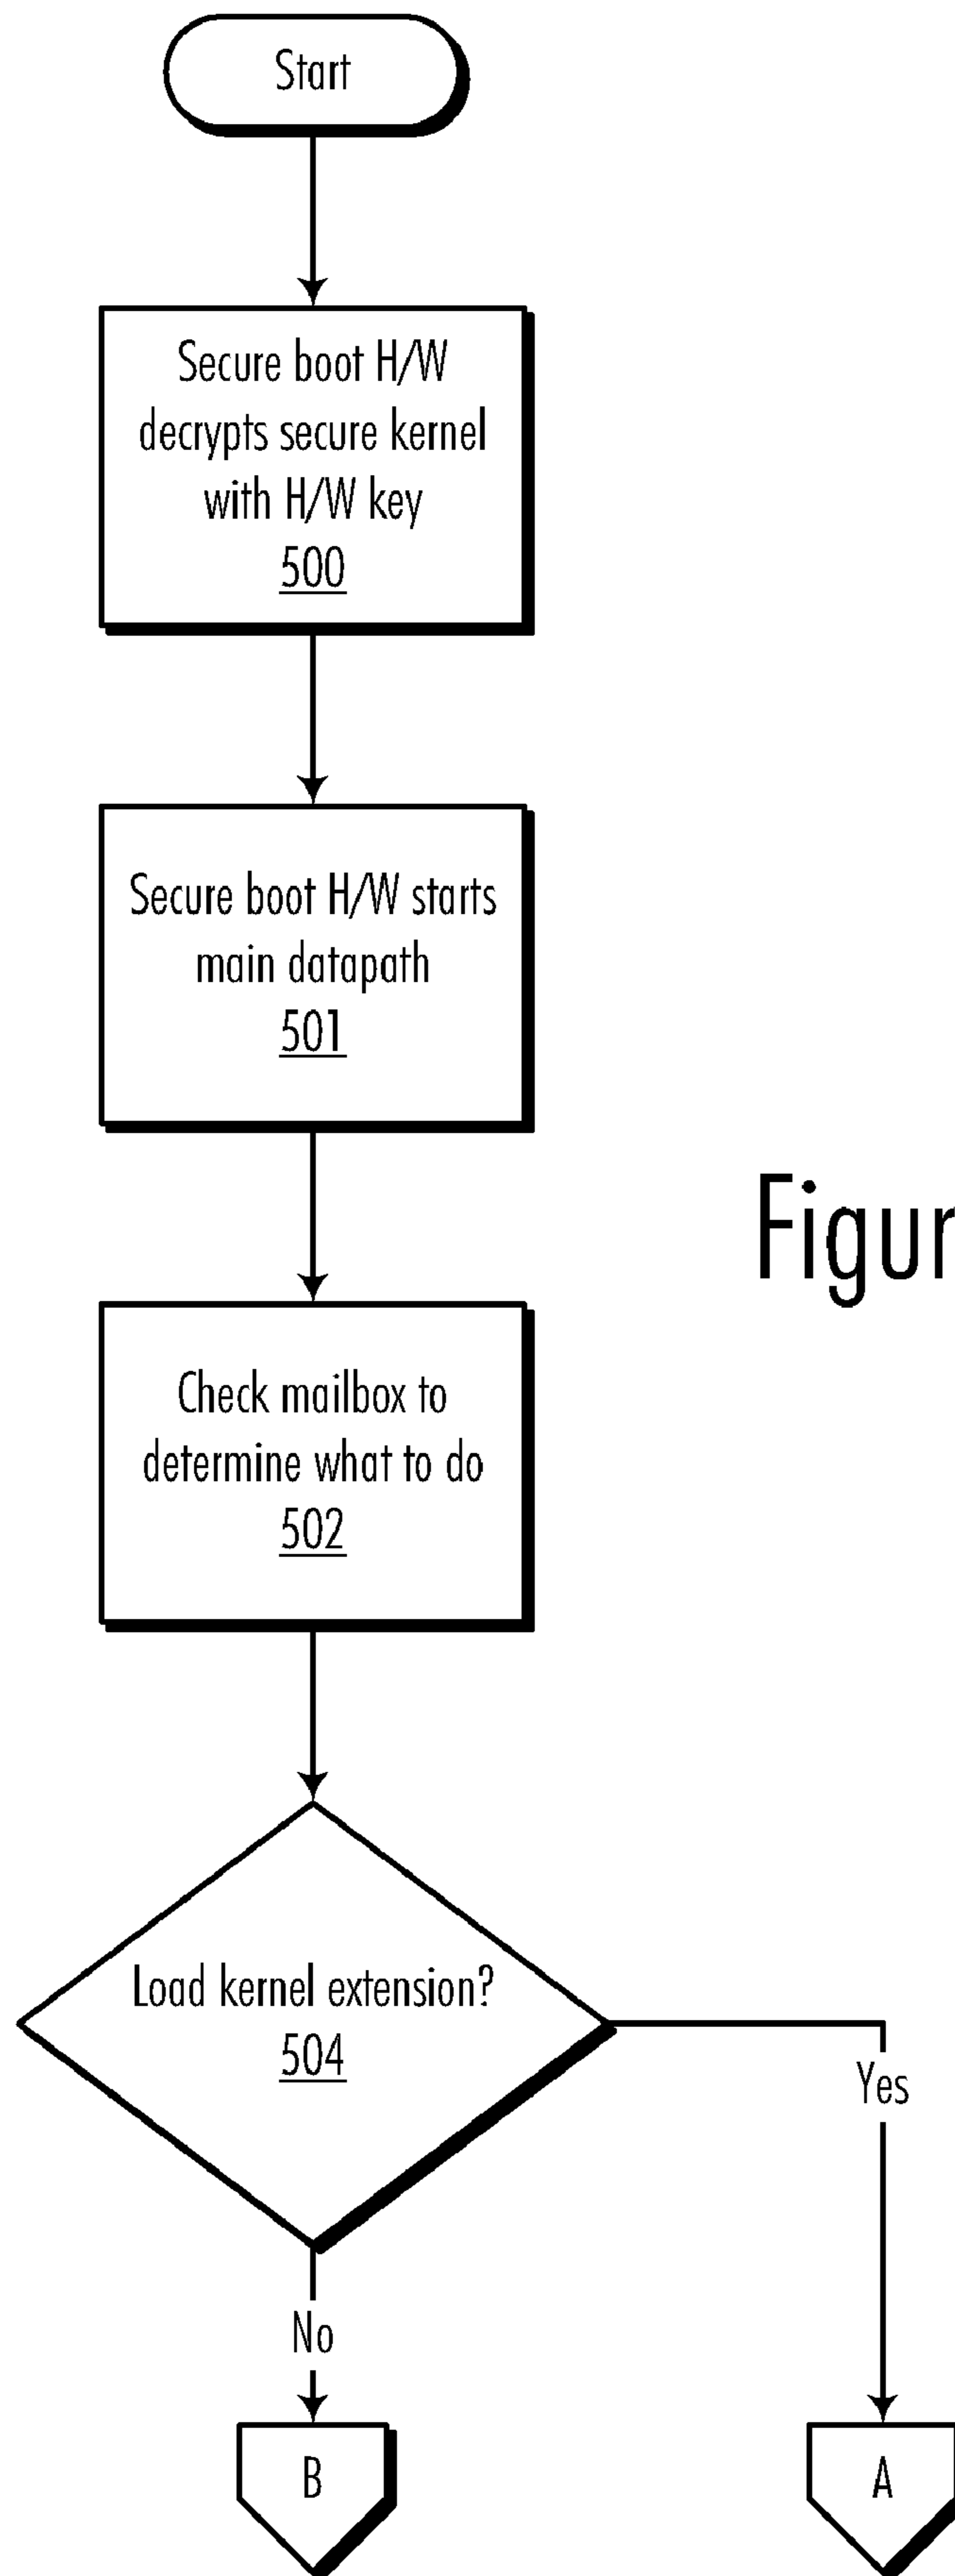 Start
Secure boot H/W
decrypts secure kernel
with H/W key
500
Secure boot H/W starts
main datapath
501
Figur
Check mailbox to
determine what to do
502
Load kernel extension?
504
Yes
No
B
A